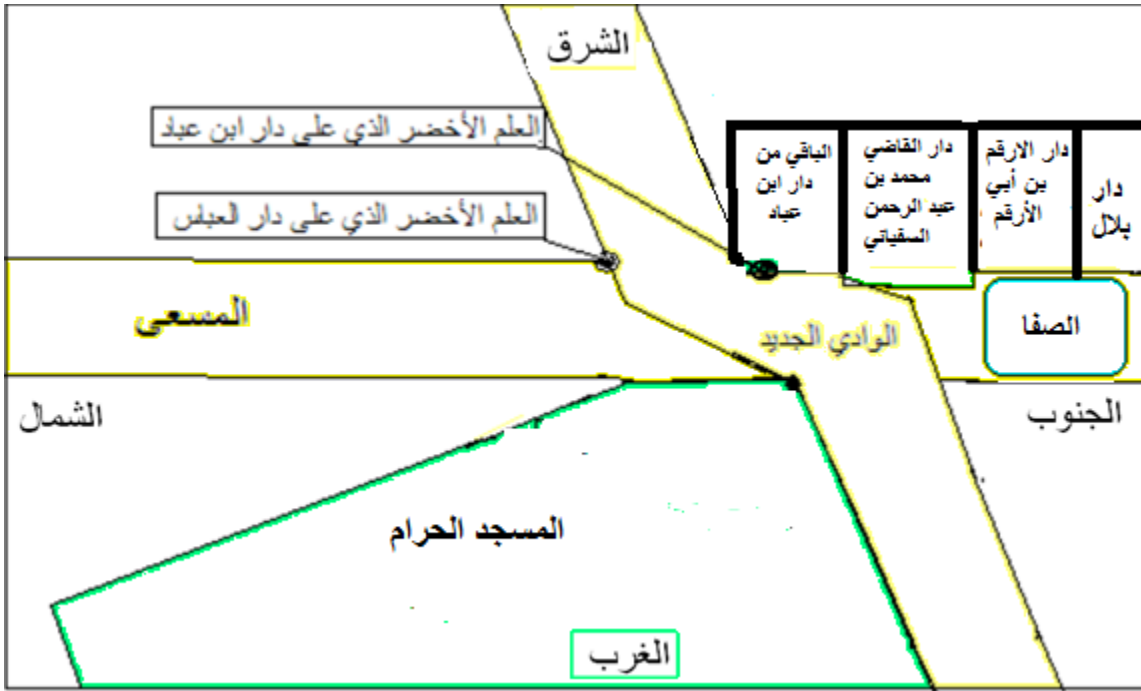 الشرق
العلم الأخضر الذي على دار ابن عباد
العلم الأخضر الذي على دار العباس
دار
بلال
دار الارقم
بن أبي
الأرقم
دار القاضي
محمد بن
عبد الرحمن
السفياني
الباقي من
دار ابن
عباد
الصفا
الوادي الجديد
المسعى
الجنوب
الشمال
المسجد الحرام
الغرب